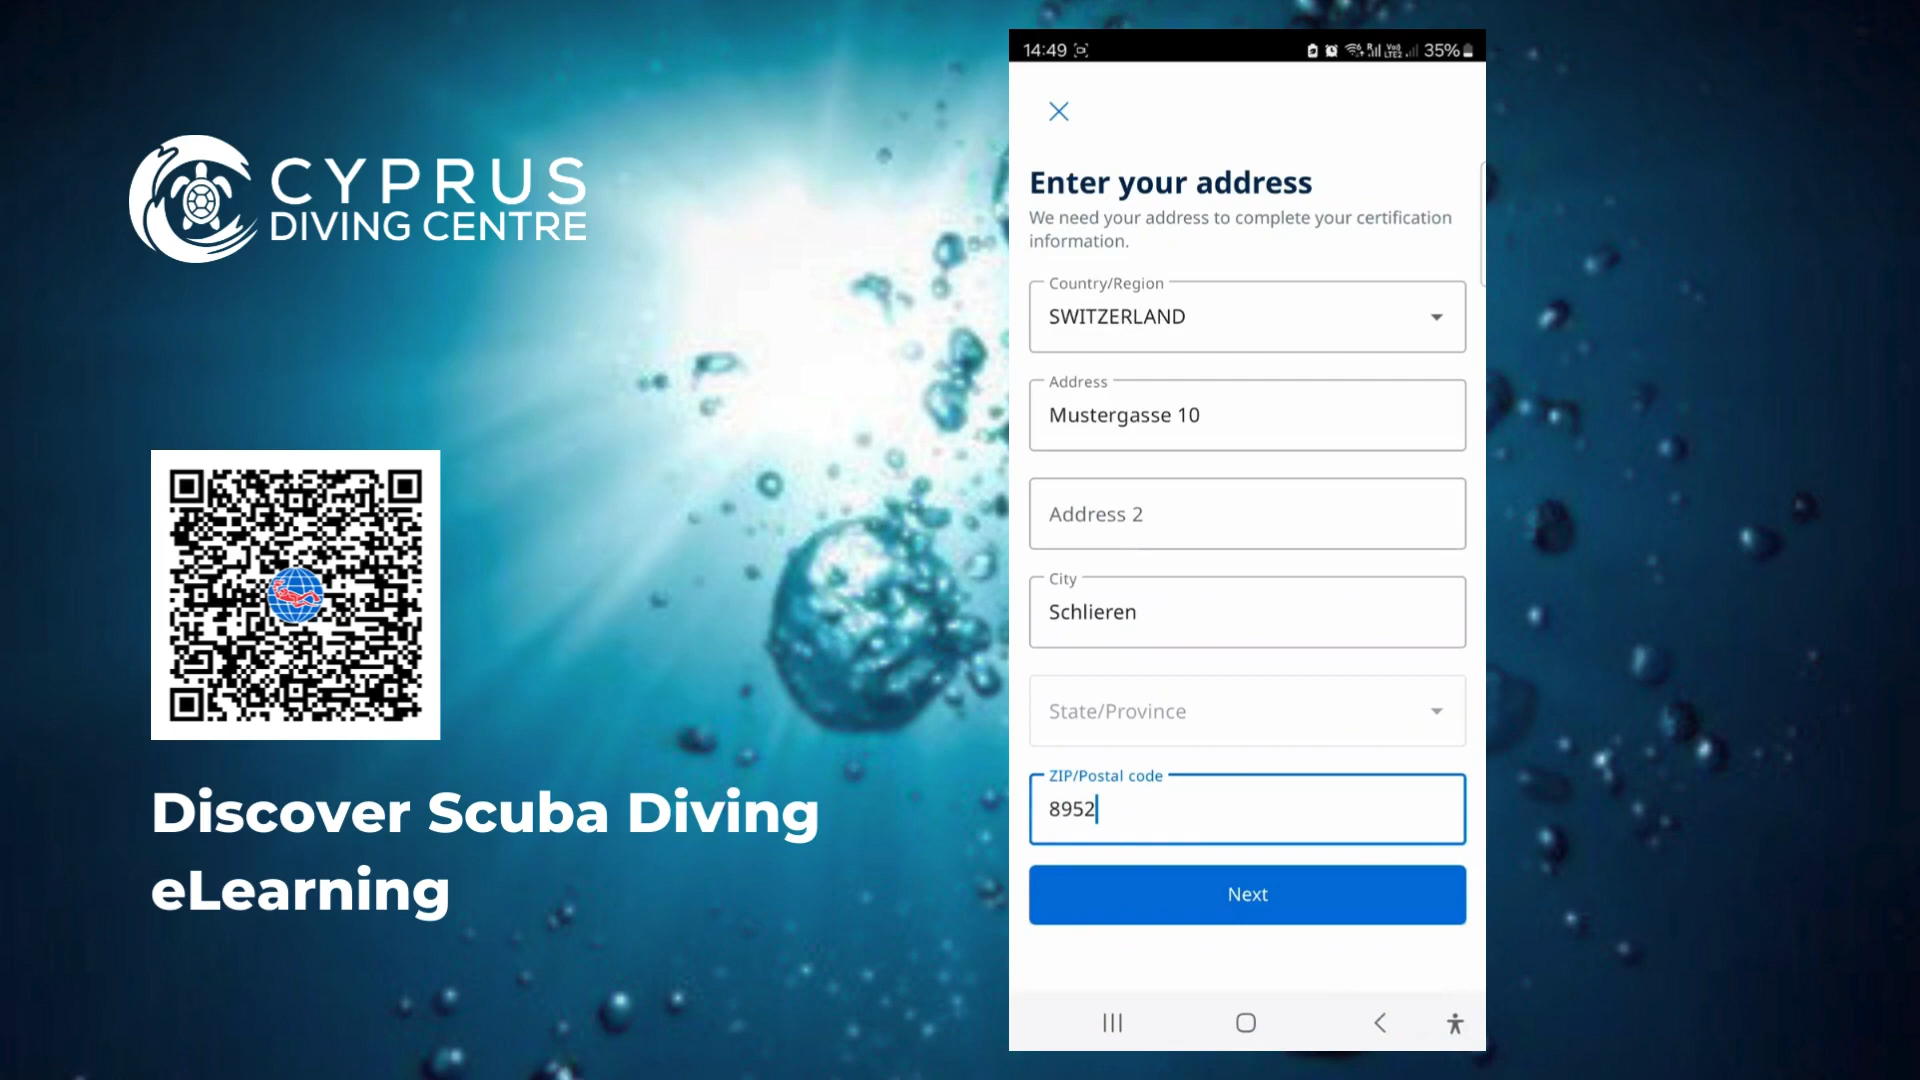 CYPRUS
DIVING CENTRE
Discover Scuba Diving
eLearning
14:49
35%
Enter your address
We need your address to complete your certification
information.
Country/Region
SWITZERLAND
Address
Mustergasse 10
Address 2
City
Schlieren
State/Province
ZIP/Postal code
8952
Next